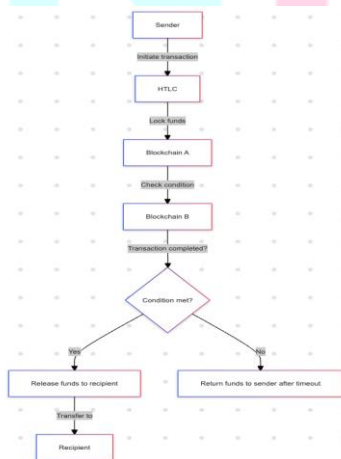 Sender
Initiate transaction
HTLC
Lock funds
Blockchain A
Check condition
Blockchain B
Transaction completed?
Condition met?
Yes
No
Release funds to recipient
Return funds to sender after timeout
Transfer to
Recipient